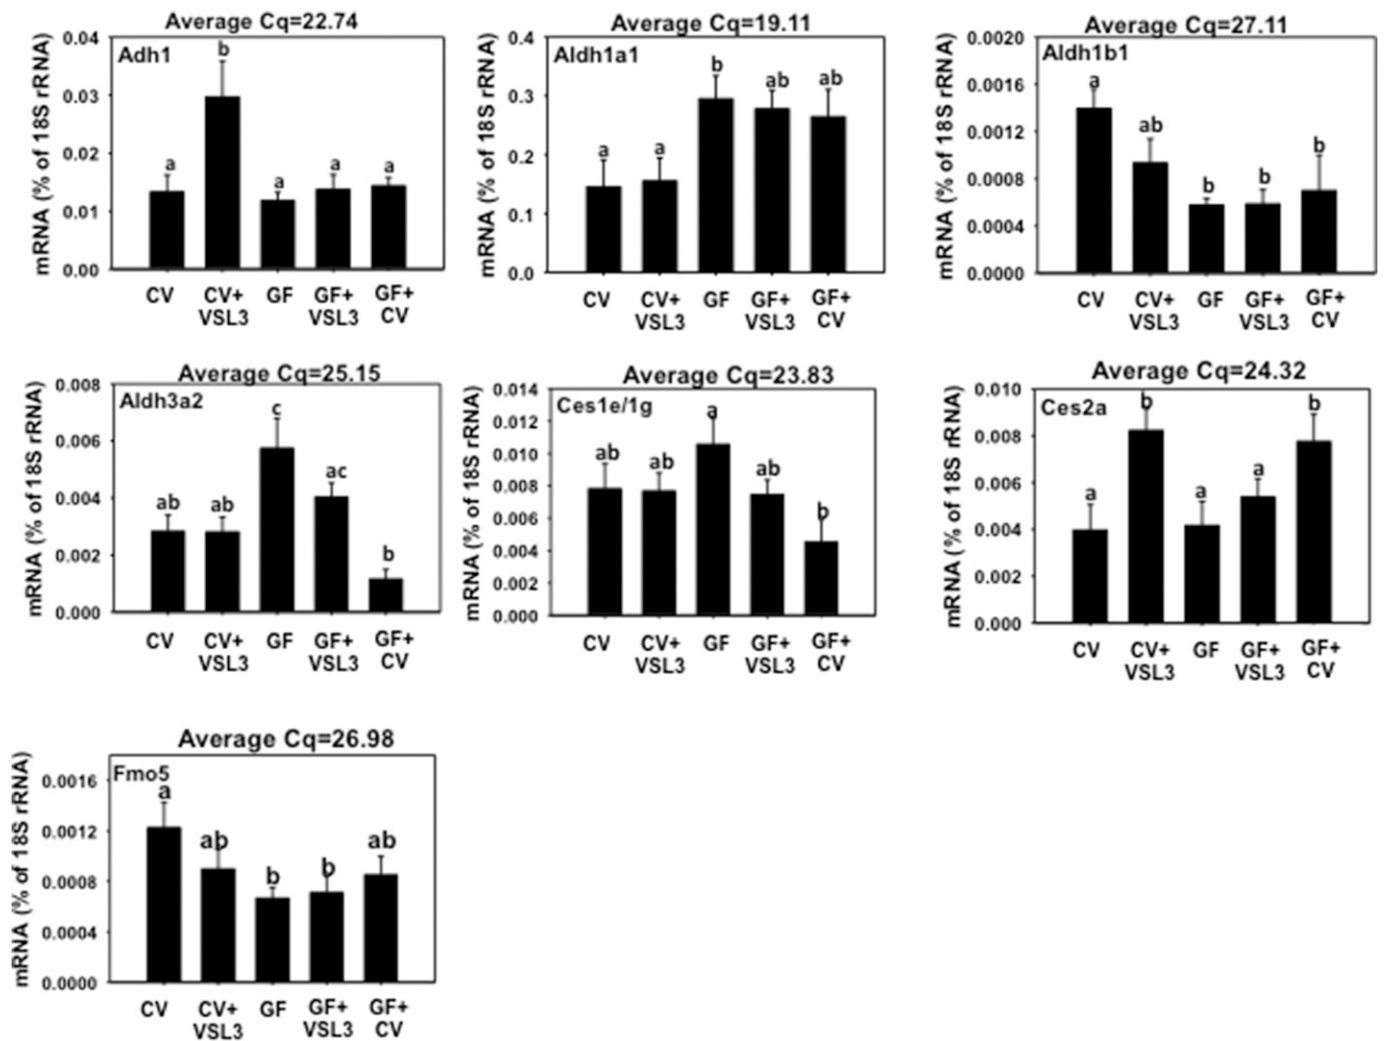 Average Cq=22.74
Adh1
mRNA (% of 18S rRNA)
0.04
0.03
0.02
0.01
0.00
a
b
a
a
a
CV
CV+
VSL3
GF
GF+
VSL3
GF+
CV
Average Cq=19.11
Aldh1a1
mRNA (% of 18S rRNA)
0.4
0.3
0.2
0.1
0.0
a
a
b
ab
ab
CV
CV+
VSL3
GF
GF+
VSL3
GF+
CV
Average Cq=27.11
Aldh1b1
mRNA (% of 18S rRNA)
0.0020
0.0016
0.0012
0.0008
0.0004
0.0000
a
ab
b
b
b
CV
CV+
VSL3
GF
GF+
VSL3
GF+
CV
Average Cq=25.15
Aldh3a2
mRNA (% of 18S rRNA)
0.008
0.006
0.004
0.002
0.000
ab
ab
c
ac
b
CV
CV+
VSL3
GF
GF+
VSL3
GF+
CV
Average Cq=23.83
Ces1e/1g
mRNA (% of 18S rRNA)
0.014
0.012
0.010
0.008
0.006
0.004
0.002
0.000
ab
ab
a
ab
b
CV
CV+
VSL3
GF
GF+
VSL3
GF+
CV
Average Cq=24.32
Ces2a
mRNA (% of 18S rRNA)
0.010
0.008
0.006
0.004
0.002
0.000
a
b
a
a
b
CV
CV+
VSL3
GF
GF+
VSL3
GF+
CV
Average Cq=26.98
Fmo5
mRNA (% of 18S rRNA)
0.0016
0.0012
0.0008
0.0004
0.0000
a
ab
b
b
ab
CV
CV+
VSL3
GF
GF+
VSL3
GF+
CV